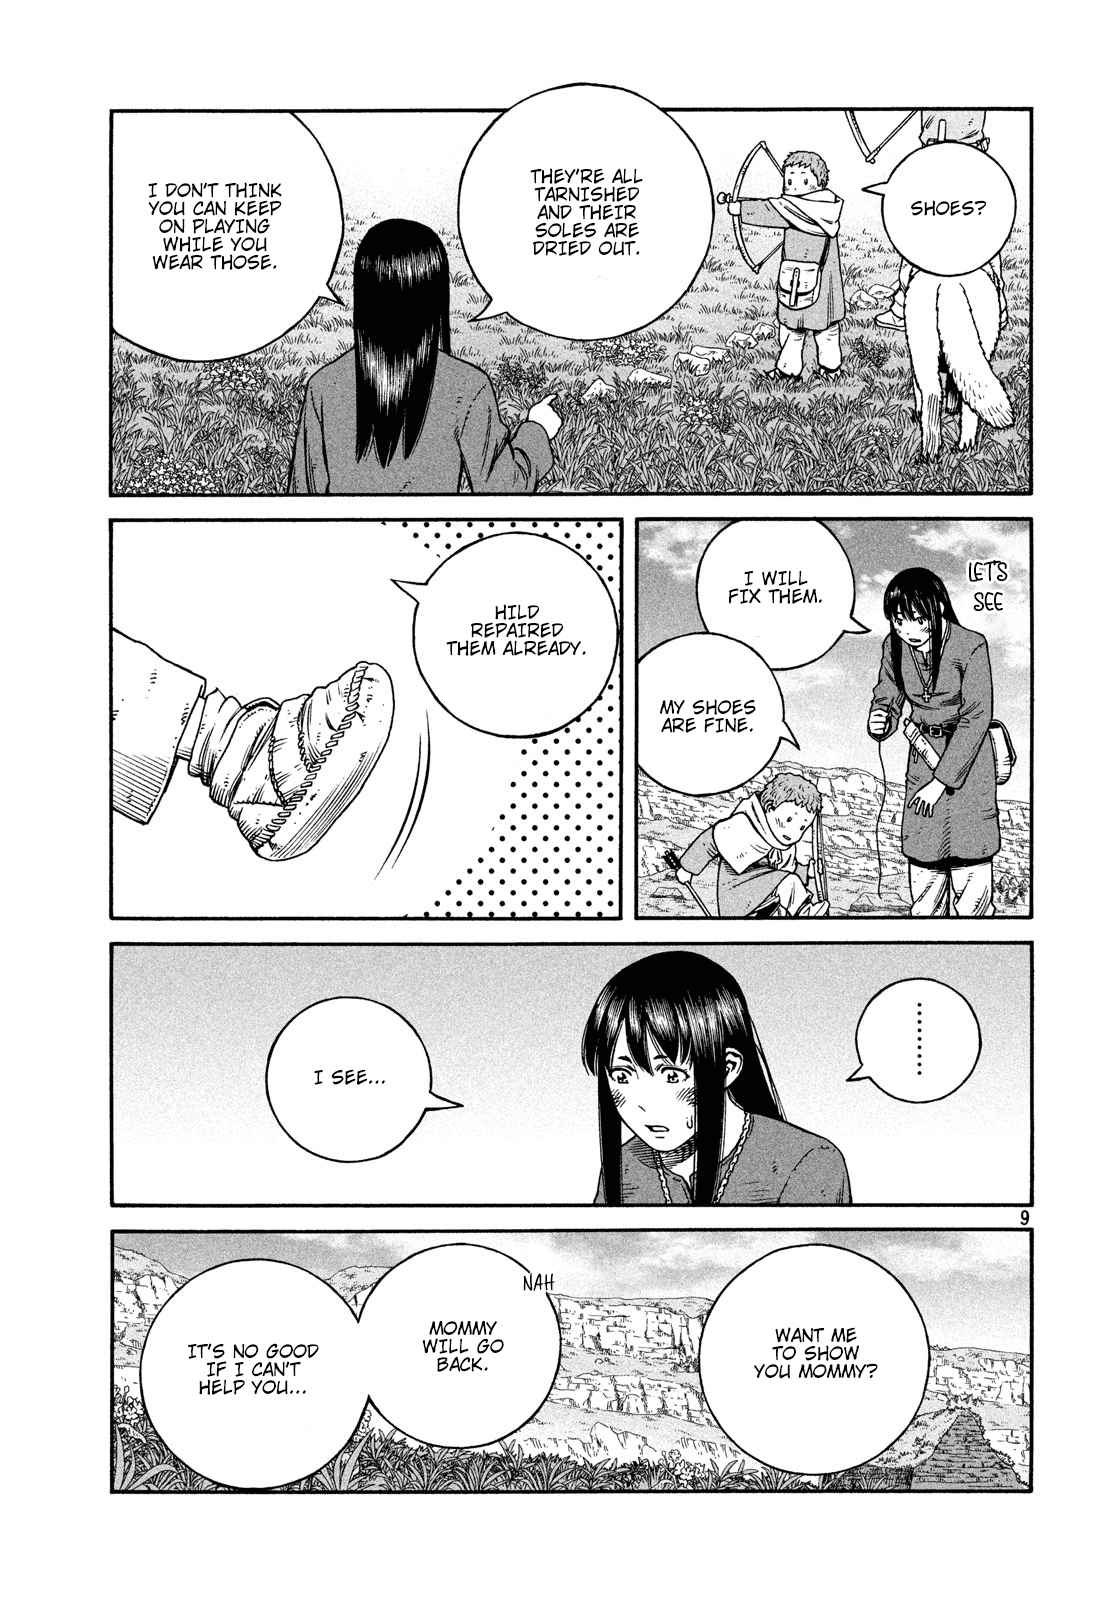 SHOES?
THEY'RE ALL
TARNISHED
AND THEIR
SOLES ARE
DRIED OUT.
I DON'T THINK
YOU CAN KEEP
ON PLAYING
WHILE YOU
WEAR THOSE.
LET'S
SEE
I WILL
FIX THEM.
MY SHOES
ARE FINE.
HILD
REPAIRED
THEM ALREADY.
.........
I SEE...
9
WANT ME
TO SHOW
YOU MOMMY?
NAH
MOMMY
WILL GO
BACK.
IT'S NO GOOD
IF I CAN'T
HELP YOU...